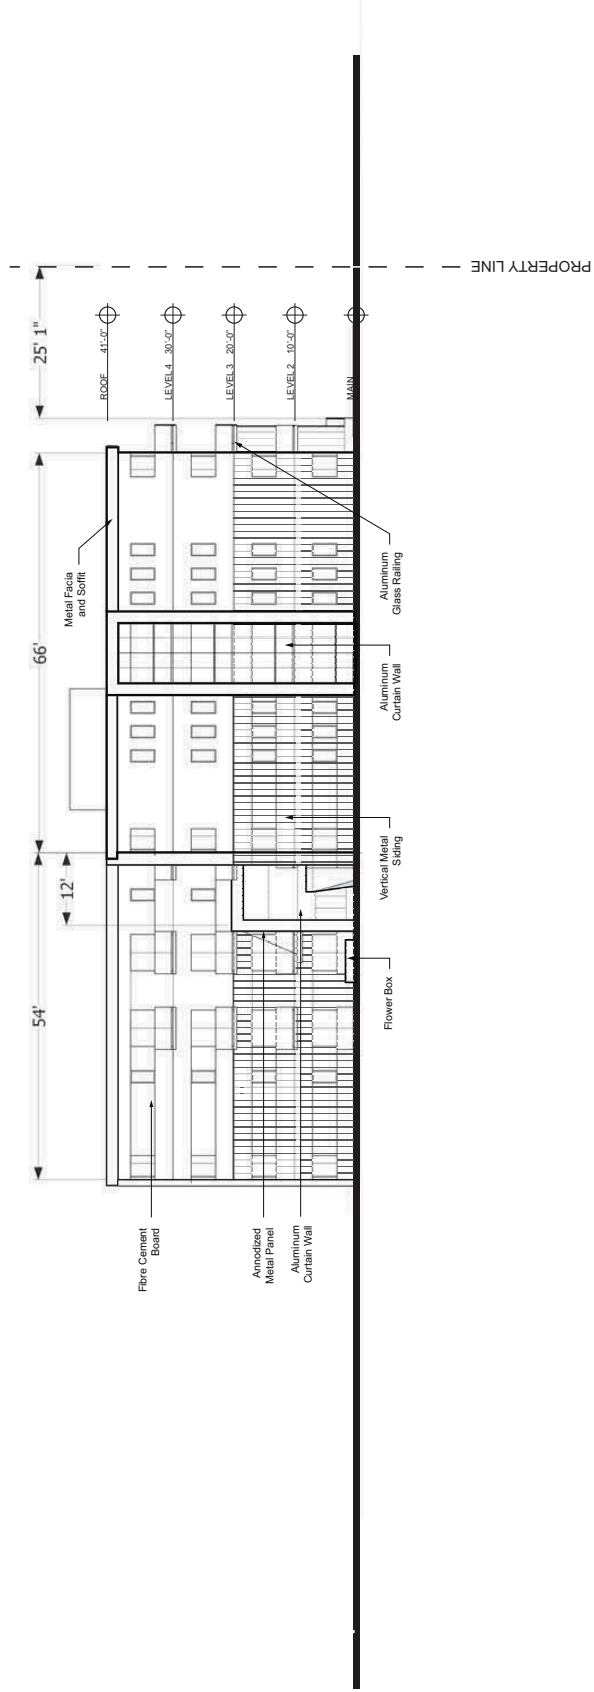 PROPERTY LINE
25' 1"
ROOF 41'-0"
LEVEL 4 30'-0"
LEVEL 3 20'-0"
LEVEL 2 10'-0"
MAIN
66'
Metal Facia
and Soffit
Aluminum
Glass Railing
Aluminum
Curtain Wall
Vertical Metal
Siding
12'
54'
Flower Box
Fibre Cement
Board
Annodized
Metal Panel
Aluminum
Curtain Wall